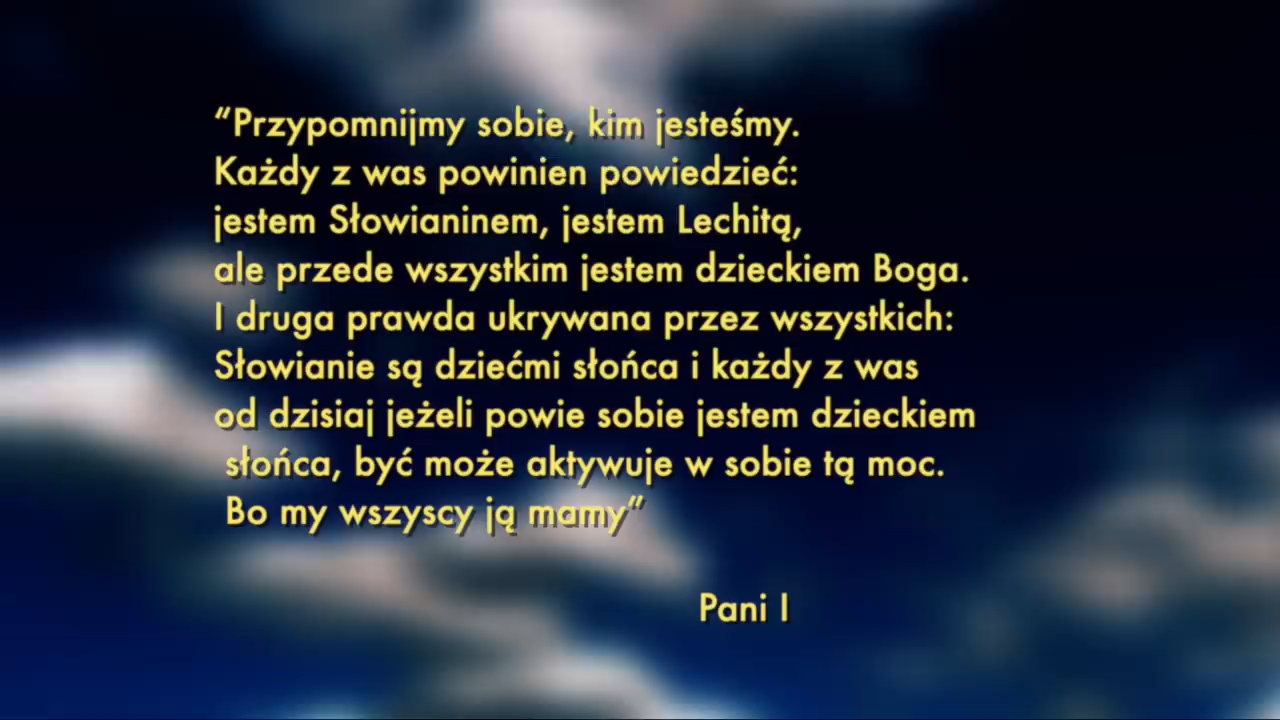 “Przypomnijmy sobie, kim jesteśmy.
Każdy z was powinien powiedzieć:
jestem Słowianinem, jestem Lechitą,
ale przede wszystkim jestem dzieckiem Boga.
I druga prawda ukrywana przez wszystkich:
Słowianie są dziećmi słońca i każdy z was
od dzisiaj jeżeli powie sobie jestem dzieckiem
słońca, być może aktywuje w sobie tą moc.
Bo my wszyscy ją mamy”
Pani I